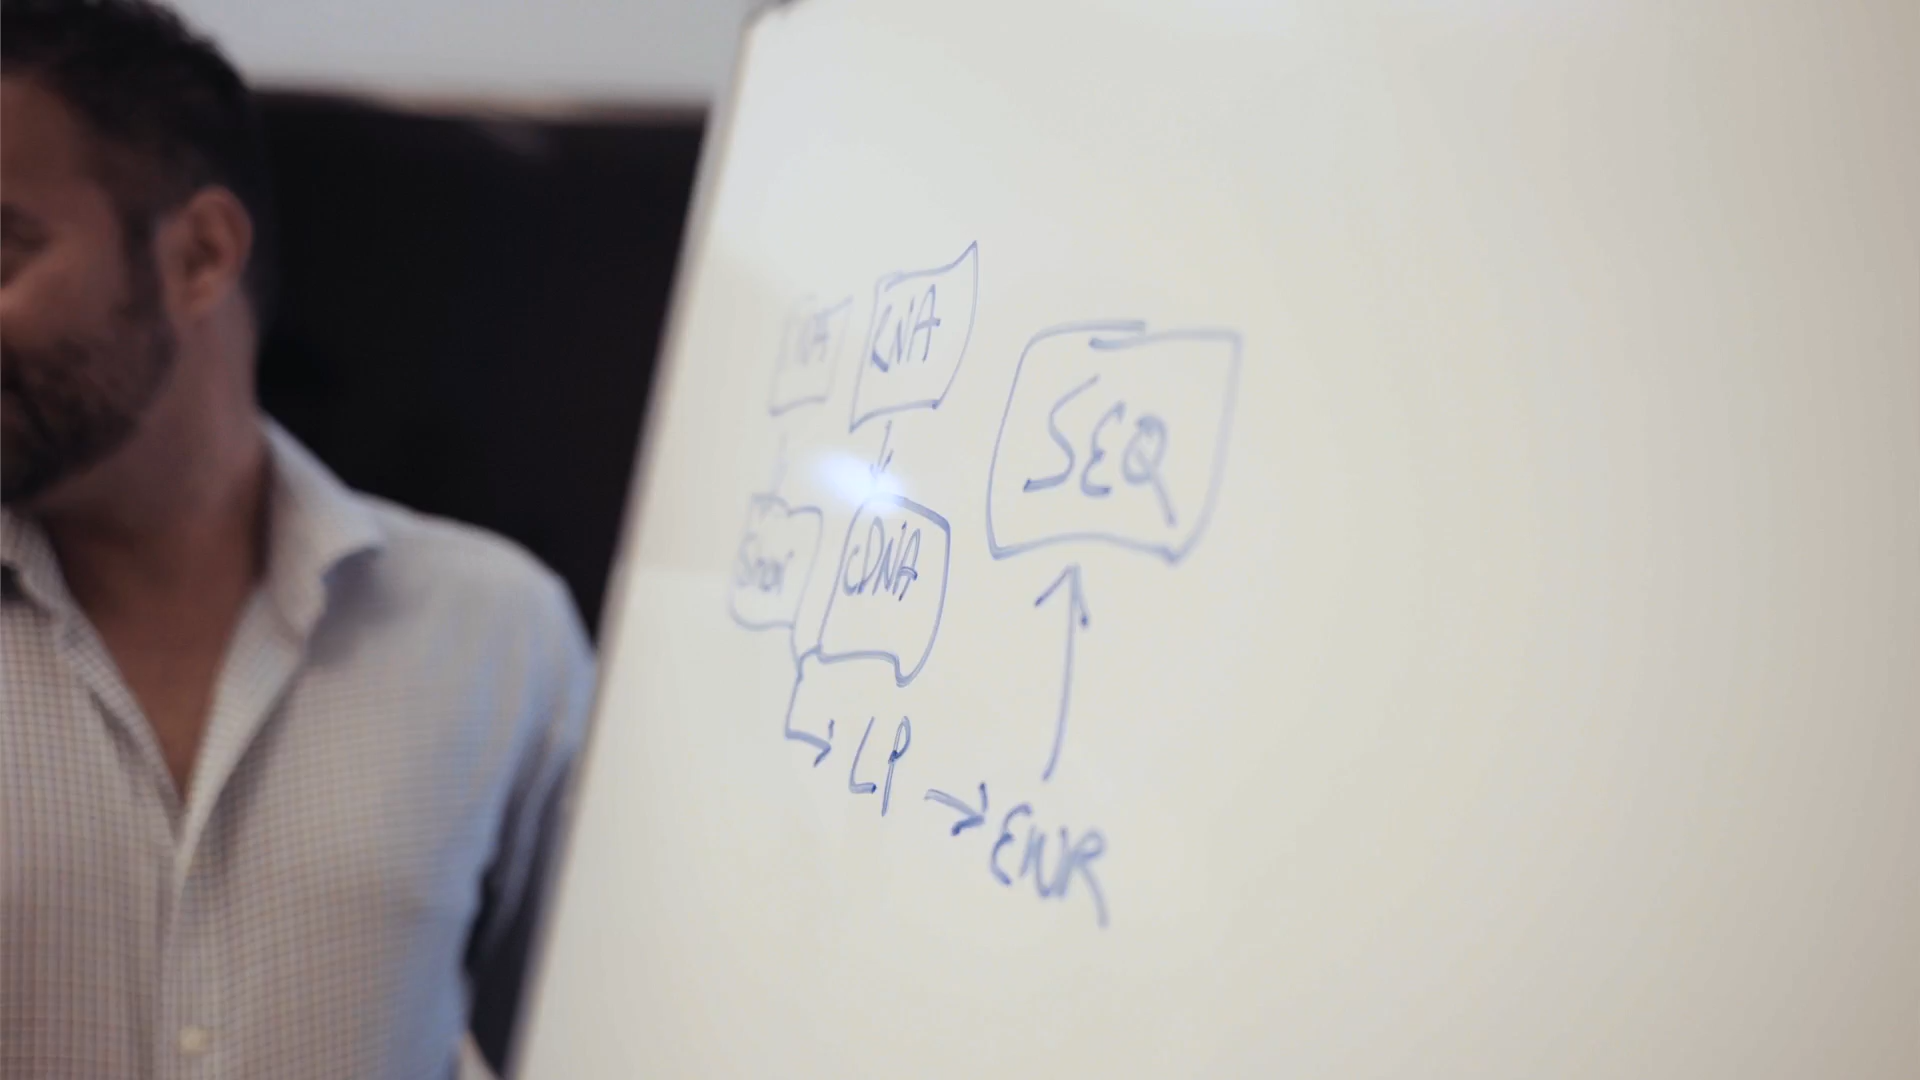 RNA
SEQ
cDNA
LP
ENR